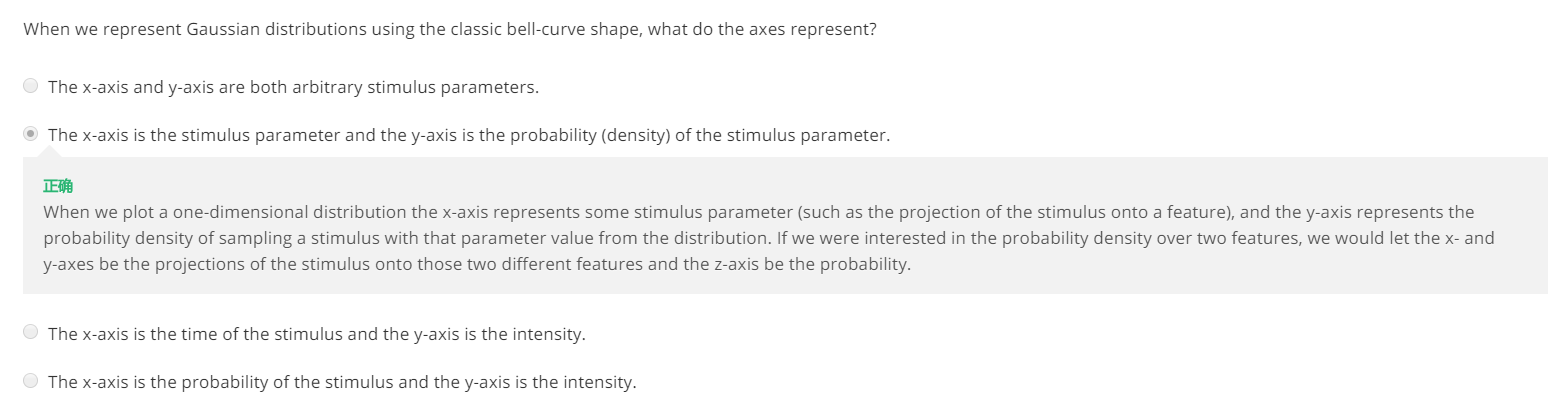 When we represent Gaussian distributions using the classic bell-curve shape, what do the axes represent?
The x-axis and y-axis are both arbitrary stimulus parameters.
The x-axis is the stimulus parameter and the y-axis is the probability (density) of the stimulus parameter.
正确
When we plot a one-dimensional distribution the x-axis represents some stimulus parameter (such as the projection of the stimulus onto a feature), and the y-axis represents the
probability density of sampling a stimulus with that parameter value from the distribution. If we were interested in the probability density over two features, we would let the x- and
y-axes be the projections of the stimulus onto those two different features and the z-axis be the probability.
The x-axis is the time of the stimulus and the y-axis is the intensity.
The x-axis is the probability of the stimulus and the y-axis is the intensity.